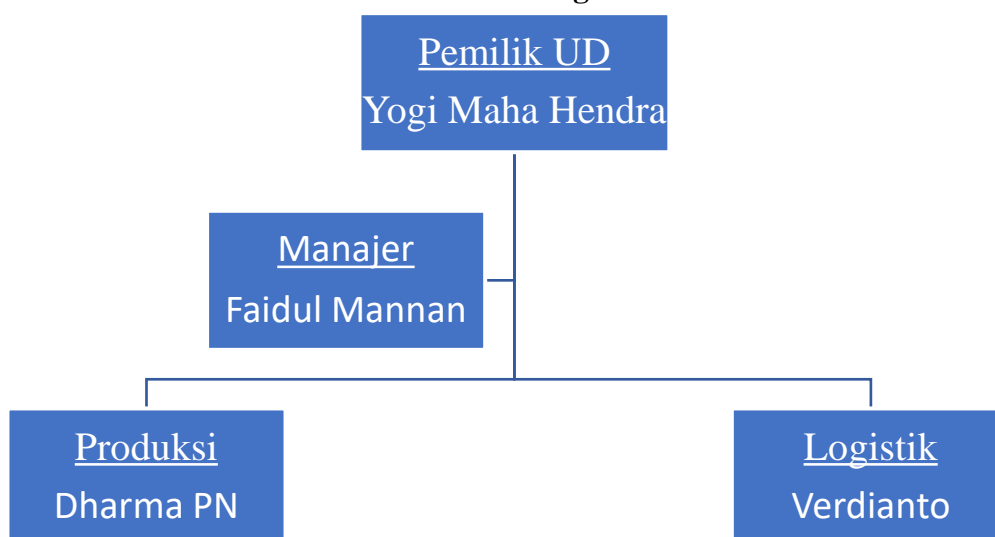 Pemilik UD
Yogi Maha Hendra
Manajer
Faidul Mannan
Produksi
Dharma PN
Logistik
Verdianto